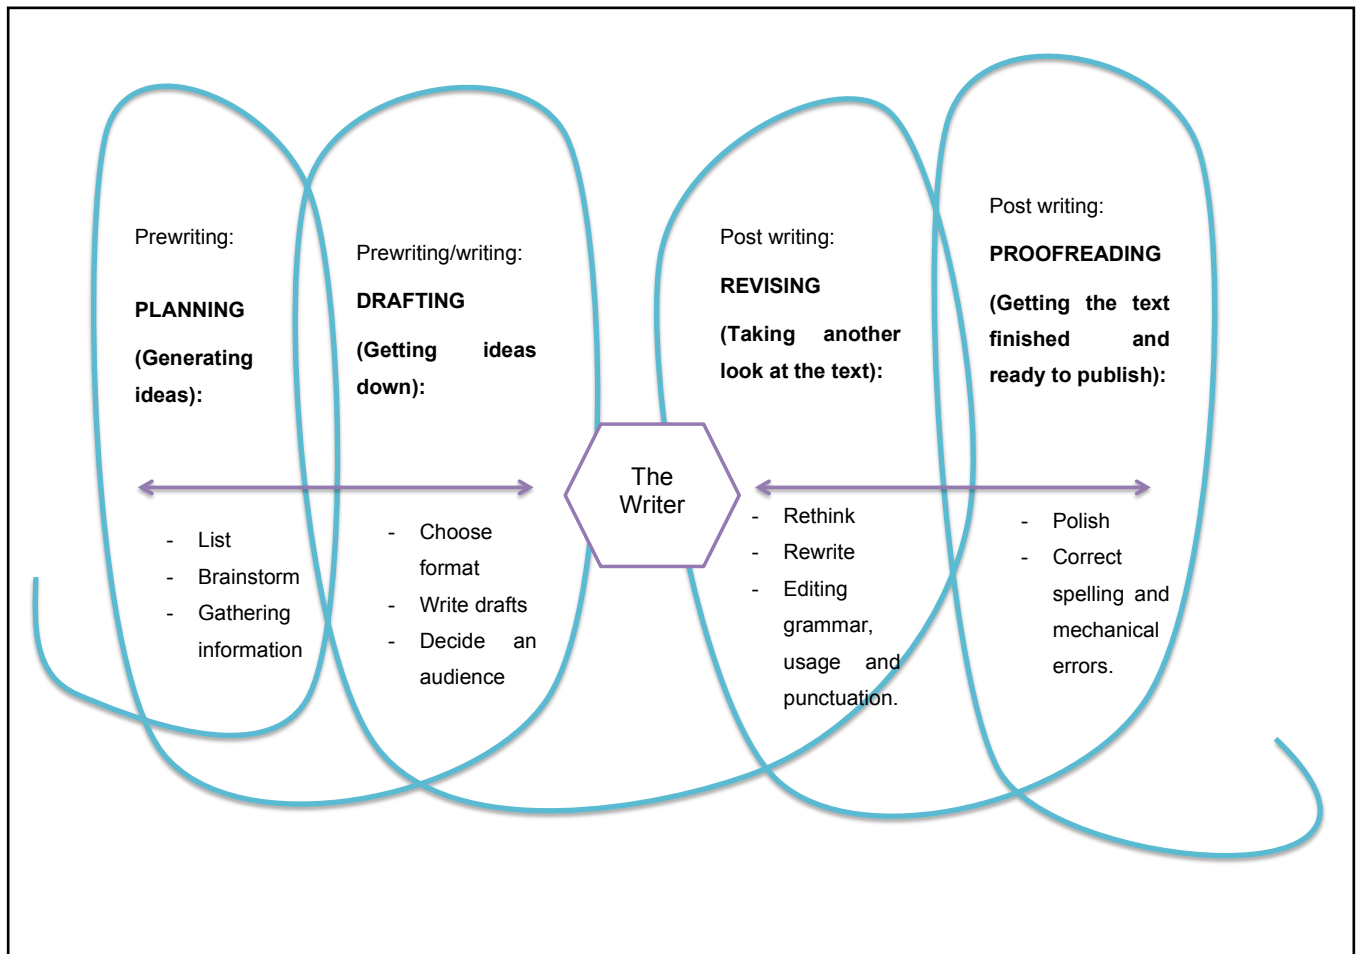 Prewriting:
PLANNING
(Generating
ideas):
- List
- Brainstorm
- Gathering
information
Prewriting/writing:
DRAFTING
(Getting ideas
down):
- Choose
format
- Write drafts
- Decide an
audience
The
Writer
Post writing:
REVISING
(Taking another
look at the text):
- Rethink
- Rewrite
- Editing
grammar,
usage and
punctuation.
Post writing:
PROOFREADING
(Getting the text
finished and
ready to publish):
- Polish
- Correct
spelling and
mechanical
errors.